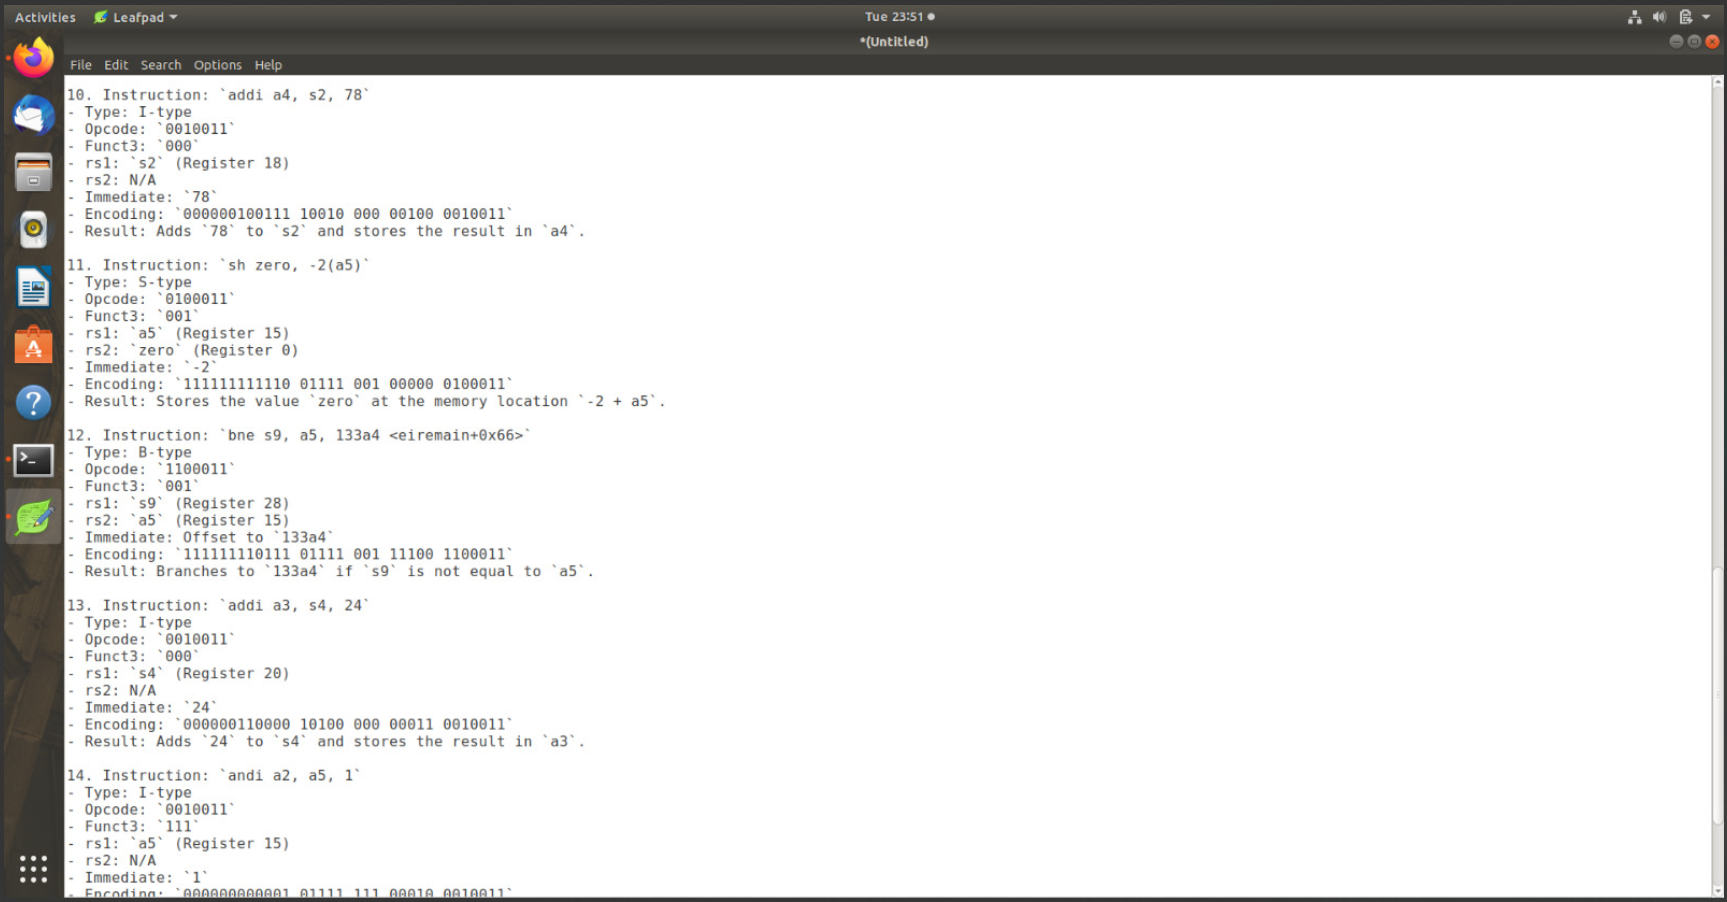 Activities Leafpad Tue 23:51
*(Untitled)
File Edit Search Options Help
10. Instruction: `addi a4, s2, 78`
- Type: I-type
- Opcode: `0010011`
- Funct3: `000`
- rs1: `s2` (Register 18)
- rs2: N/A
- Immediate: `78`
- Encoding: `000000100111 10010 000 00100 0010011`
- Result: Adds `78` to `s2` and stores the result in `a4`.
11. Instruction: `sh zero, -2(a5)`
- Type: S-type
- Opcode: `0100011`
- Funct3: `001`
- rs1: `a5` (Register 15)
- rs2: `zero` (Register 0)
- Immediate: `-2`
- Encoding: `111111111110 01111 001 00000 0100011`
- Result: Stores the value `zero` at the memory location `-2 + a5`.
12. Instruction: `bne s9, a5, 133a4 <eiremain+0x66>`
- Type: B-type
- Opcode: `1100011`
- Funct3: `001`
- rs1: `s9` (Register 28)
- rs2: `a5` (Register 15)
- Immediate: Offset to `133a4`
- Encoding: `111111110111 01111 001 11100 1100011`
- Result: Branches to `133a4` if `s9` is not equal to `a5`.
13. Instruction: `addi a3, s4, 24`
- Type: I-type
- Opcode: `0010011`
- Funct3: `000`
- rs1: `s4` (Register 20)
- rs2: N/A
- Immediate: `24`
- Encoding: `000000110000 10100 000 00011 0010011`
- Result: Adds `24` to `s4` and stores the result in `a3`.
14. Instruction: `andi a2, a5, 1`
- Type: I-type
- Opcode: `0010011`
- Funct3: `111`
- rs1: `a5` (Register 15)
- rs2: N/A
- Immediate: `1`
- Encoding: `000000000001 01111 111 00010 0010011`